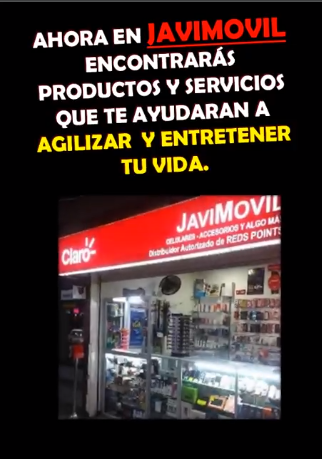 AHORA EN JAVIMOVIL
ENCONTRARÁS
PRODUCTOS Y SERVICIOS
QUE TE AYUDARAN A
AGILIZAR Y ENTRETENER
TU VIDA.
JAVIMOVIL
CELULARES - ACCESORIOS Y ALGO MÁ
Distribuidor Autorizado de REDS POINTS
Claro